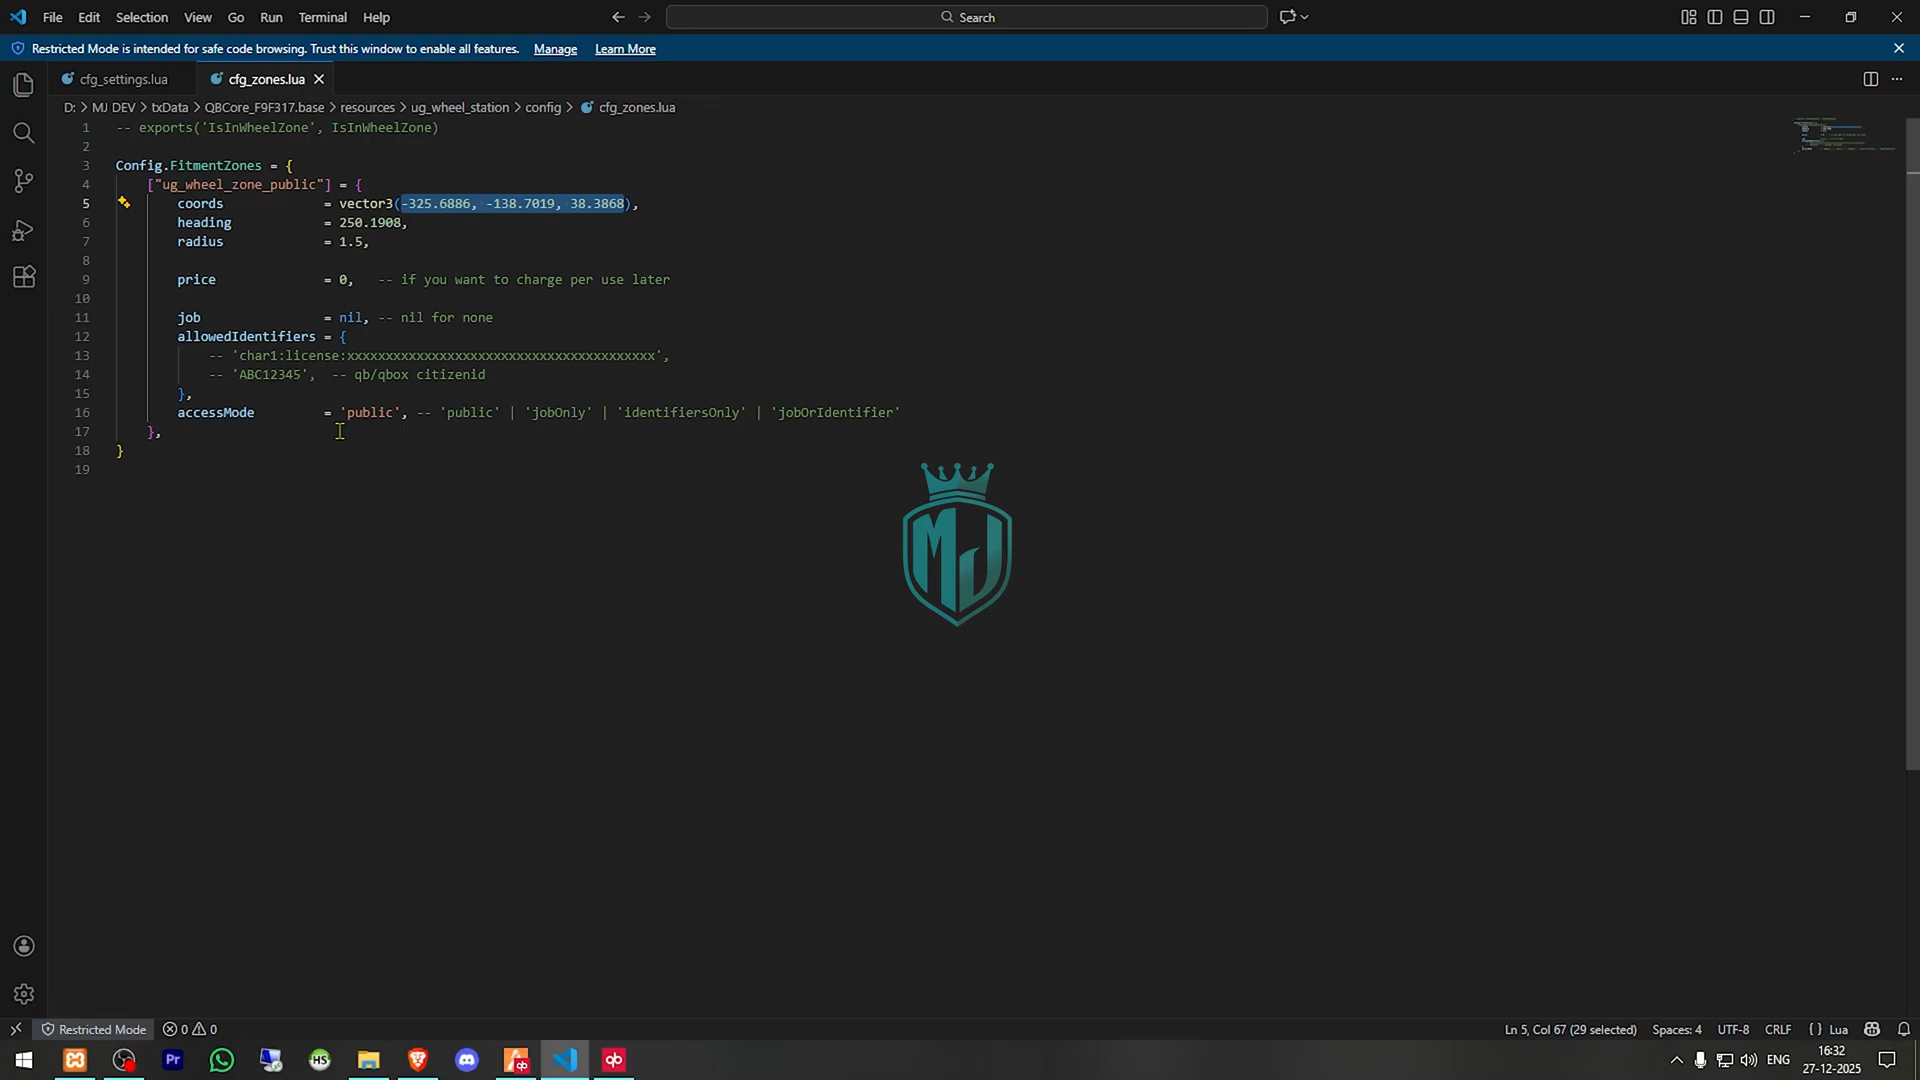 File Edit Selection View Go Run Terminal Help
Search
Restricted Mode is intended for safe code browsing. Trust this window to enable all features. Manage Learn More
cfg_settings.lua
cfg_zones.lua
D: > MJ DEV > txData > QBCore_F9F317.base > resources > ug_wheel_station > config > cfg_zones.lua
1 -- exports('IsInWheelZone', IsInWheelZone)
2
3 Config.FitmentZones = {
4 ["ug_wheel_zone_public"] = {
5 coords = vector3(-325.6886, -138.7019, 38.3868),
6 heading = 250.1908,
7 radius = 1.5,
8
9 price = 0, -- if you want to charge per use later
10
11 job = nil, -- nil for none
12 allowedIdentifiers = {
13 -- 'char1:license:xxxxxxxxxxxxxxxxxxxxxxxxxxxxxxxxxxxxxxxx',
14 -- 'ABC12345', -- qb/qbox citizenid
15 },
16 accessMode = 'public', -- 'public' | 'jobOnly' | 'identifiersOnly' | 'jobOrIdentifier'
17 },
18 }
19
MJ
Restricted Mode 0 0
Ln 5, Col 67 (29 selected) Spaces: 4 UTF-8 CRLF { } Lua
Pr
HS
qb
qb
ENG
16:32
27-12-2025